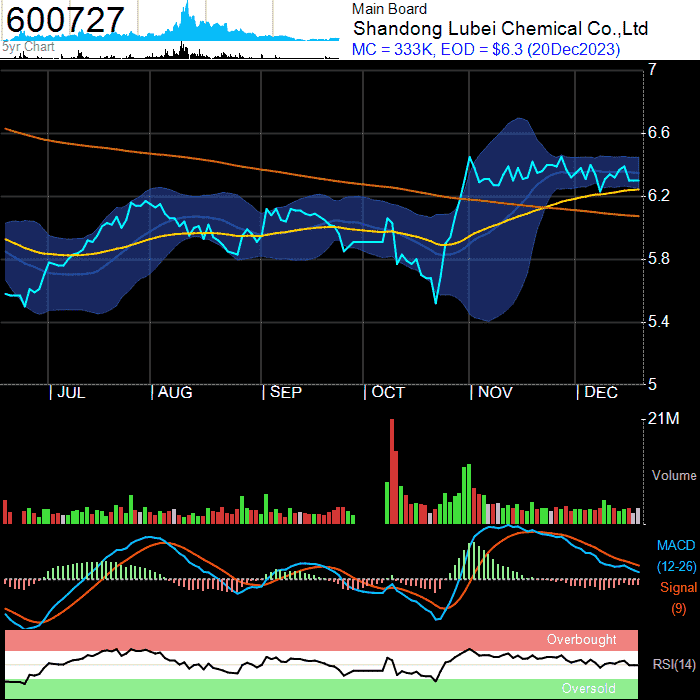 600727
5yr Chart
Main Board
Shandong Lubei Chemical Co.,Ltd
MC = 333K, EOD = $6.3 (20Dec2023)
7
6.6
6.2
5.8
5.4
5
JUL AUG SEP OCT NOV DEC
21M
Volume
MACD
(12-26)
Signal
(9)
Overbought
RSI(14)
Oversold